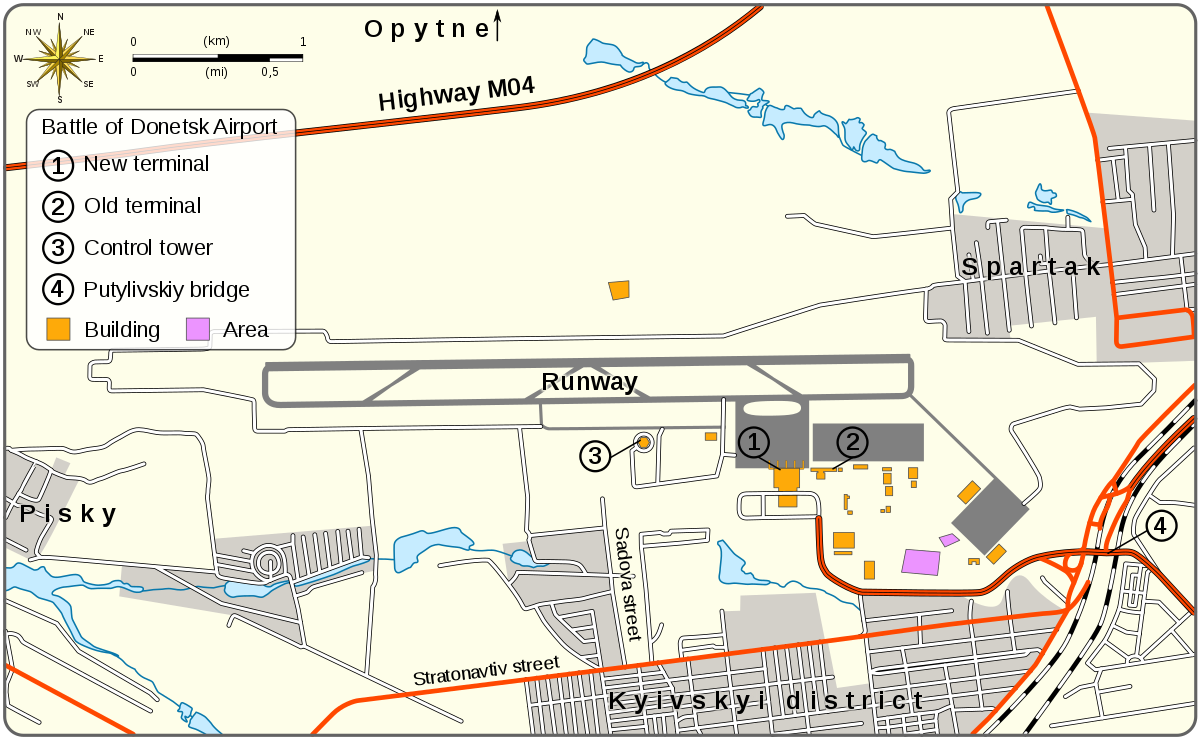 N
NW NE
W E
SW SE
S
0 (km) 1
0 (mi) 0,5
Opytne
Highway M04
Battle of Donetsk Airport
1 New terminal
2 Old terminal
3 Control tower
4 Putylivskiy bridge
Building Area
Spartak
Runway
1
2
3
Pisky
4
Sadova street
Stratonavtiv street
Kyivskyi district